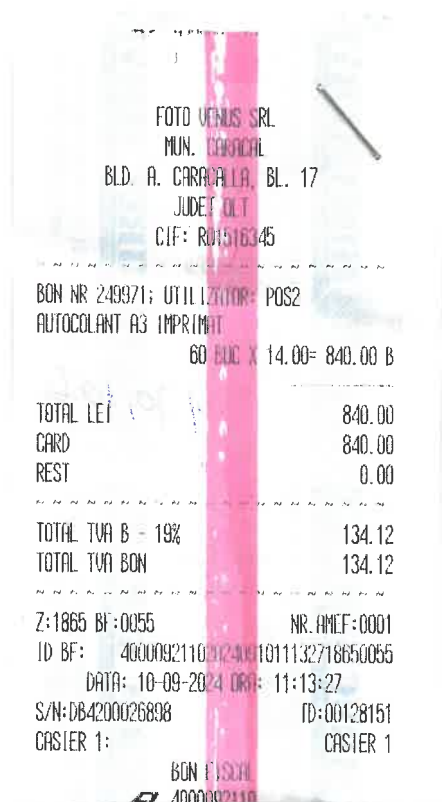 FOTO VENUS SRL
MUN. CARACAL
BLD. A. CARACALLA, BL. 17
JUDET OLT
CIF: RO1516345
BON NR 249971; UTILIZATOR: POS2
AUTOCOLANT A3 IMPRIMAT
60 BUC X 14.00= 840.00 B
TOTAL LEI 840.00
CARD 840.00
REST 0.00
TOTAL TVA B - 19% 134.12
TOTAL TVA BON 134.12
Z:1865 BF:0055 NR.AMEF:0001
ID BF: 40000921102024091011132718650055
DATA: 10-09-2024 ORA: 11:13:27
S/N:DB4200026898 ID:00128151
CASIER 1: CASIER 1
BON FISCAL
4000092110